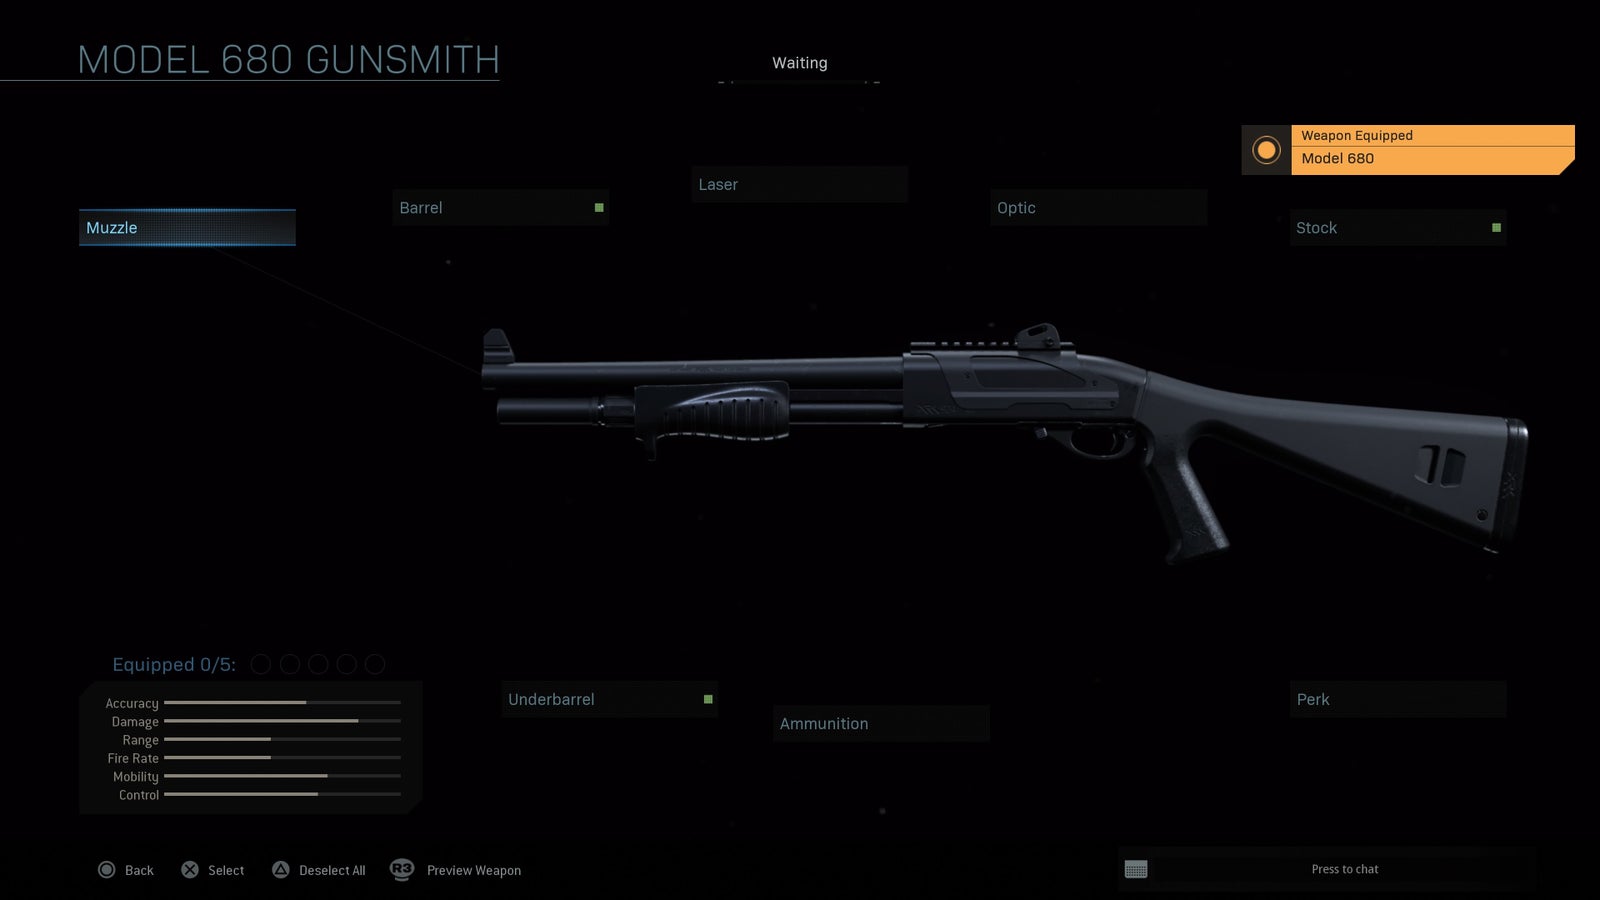 MODEL 680 GUNSMITH
Waiting
Weapon Equipped
Model 680
Laser
Barrel
Optic
Muzzle
Stock
Equipped 0/5:
Accuracy
Damage
Range
Fire Rate
Mobility
Control
Underbarrel
Ammunition
Perk
Back
Select
Deselect All
R3
Preview Weapon
Press to chat